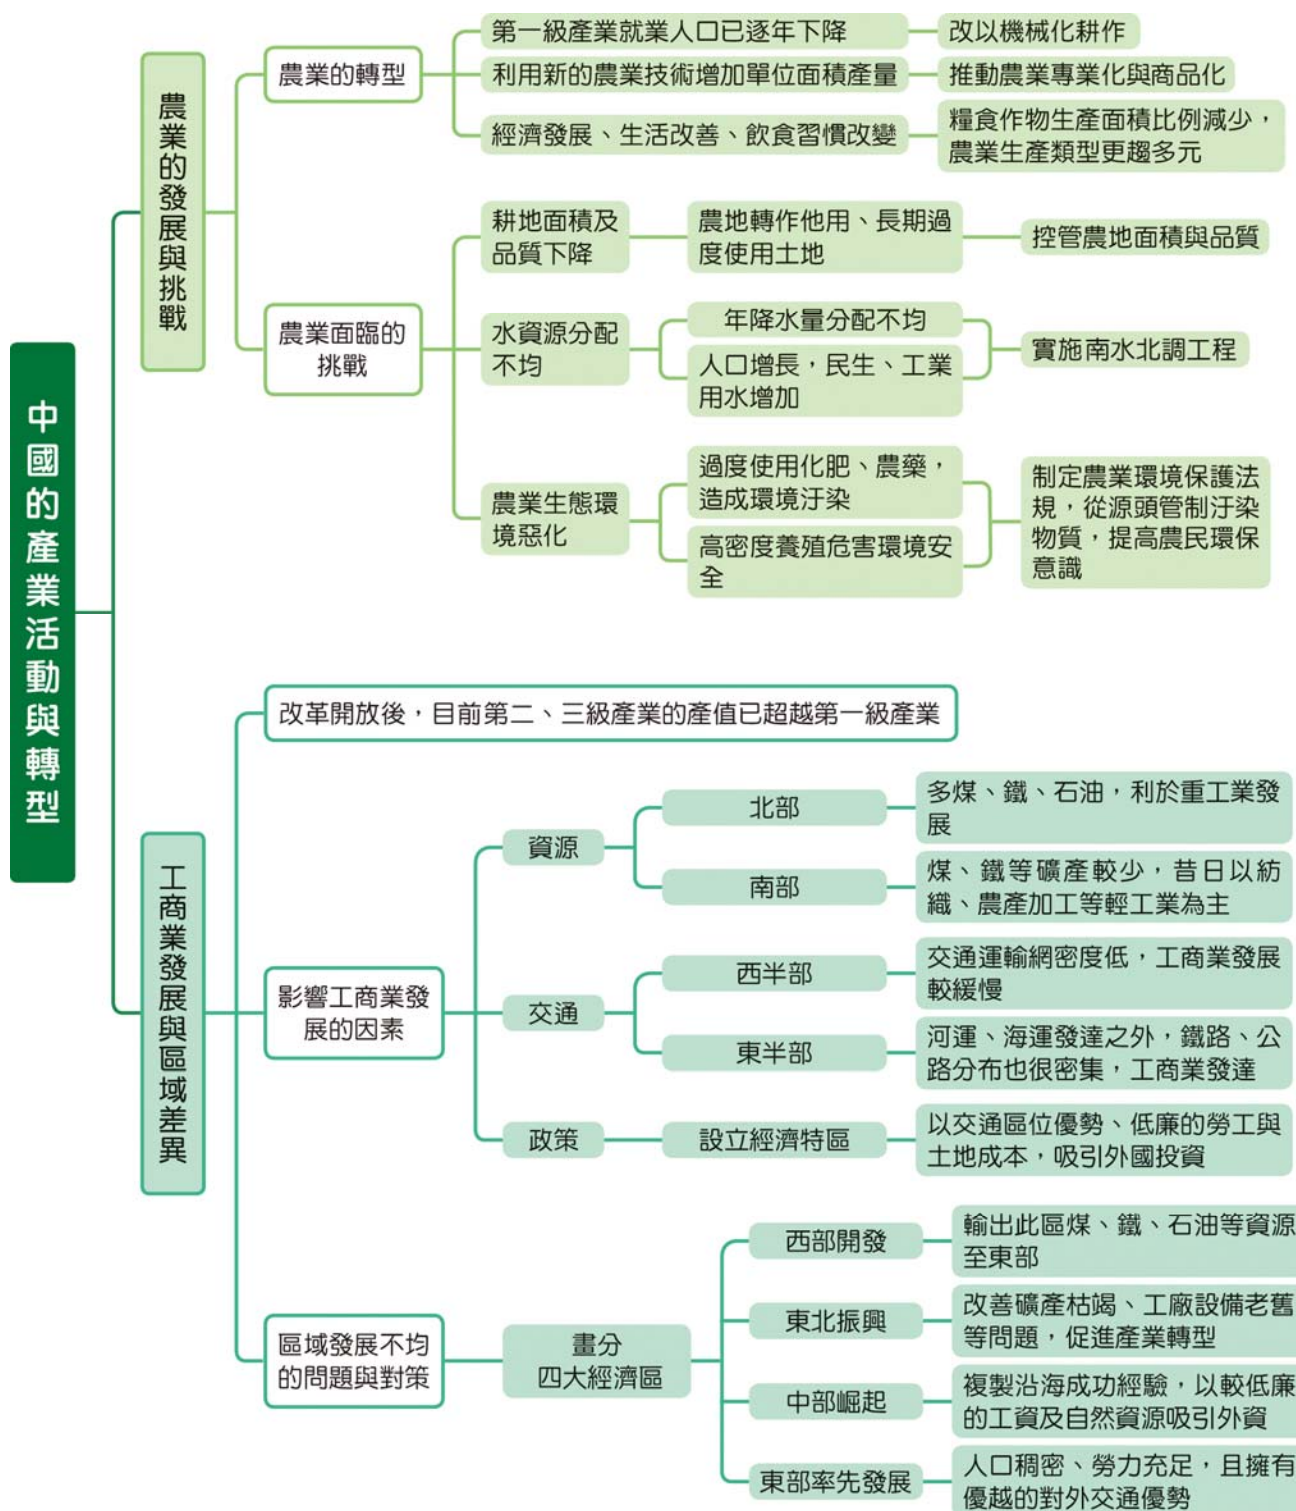 中國的產業活動與轉型
農業的發展與挑戰
農業的轉型
第一級產業就業人口已逐年下降
改以機械化耕作
利用新的農業技術增加單位面積產量
推動農業專業化與商品化
經濟發展、生活改善、飲食習慣改變
糧食作物生產面積比例減少，
農業生產類型更趨多元
農業面臨的
挑戰
耕地面積及
品質下降
農地轉作他用、長期過
度使用土地
控管農地面積與品質
水資源分配
不均
年降水量分配不均
人口增長，民生、工業
用水增加
實施南水北調工程
農業生態環
境惡化
過度使用化肥、農藥，
造成環境汙染
高密度養殖危害環境安
全
制定農業環境保護法
規，從源頭管制汙染
物質，提高農民環保
意識
工商業發展與區域差異
改革開放後，目前第二、三級產業的產值已超越第一級產業
影響工商業發
展的因素
資源
北部
多煤、鐵、石油，利於重工業發
展
南部
煤、鐵等礦產較少，昔日以紡
織、農產加工等輕工業為主
交通
西半部
交通運輸網密度低，工商業發展
較緩慢
東半部
河運、海運發達之外，鐵路、公
路分布也很密集，工商業發達
政策
設立經濟特區
以交通區位優勢、低廉的勞工與
土地成本，吸引外國投資
區域發展不均
的問題與對策
畫分
四大經濟區
西部開發
輸出此區煤、鐵、石油等資源
至東部
東北振興
改善礦產枯竭、工廠設備老舊
等問題，促進產業轉型
中部崛起
複製沿海成功經驗，以較低廉
的工資及自然資源吸引外資
東部率先發展
人口稠密、勞力充足，且擁有
優越的對外交通優勢